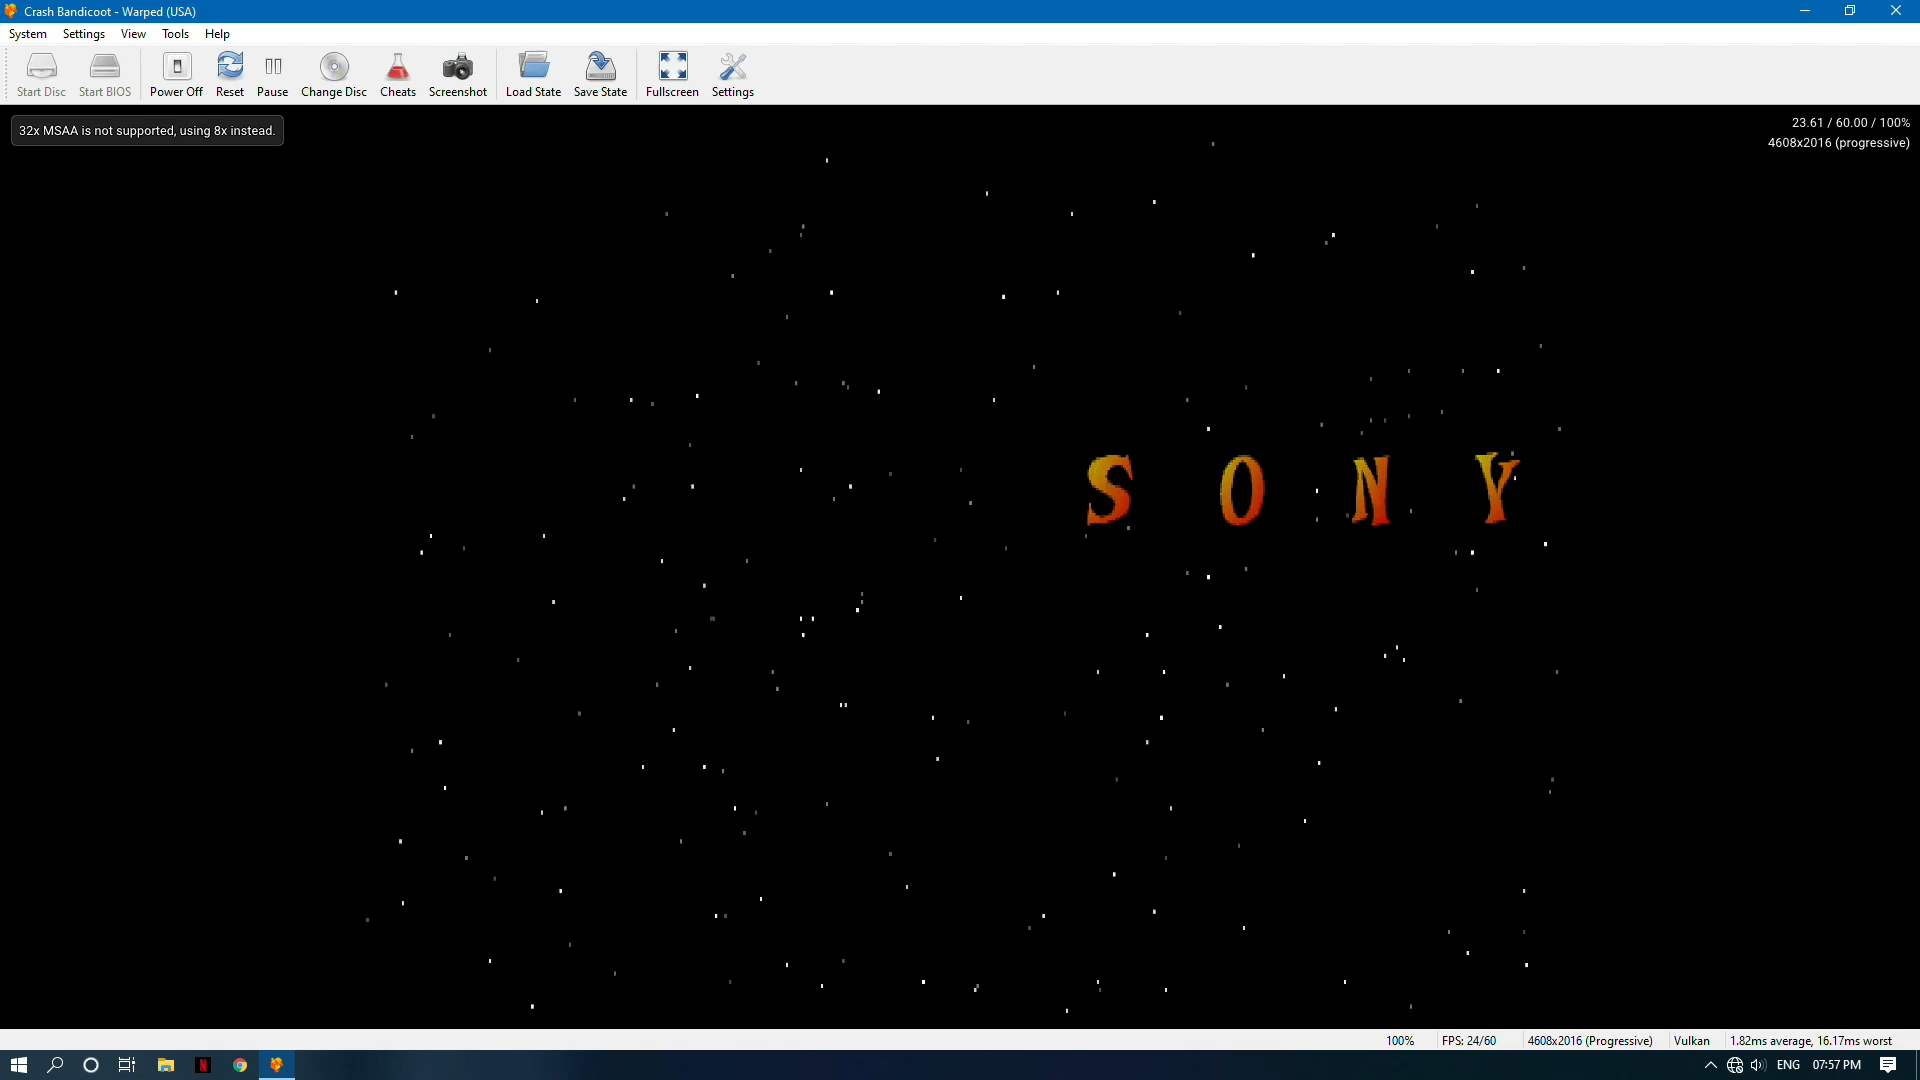 Crash Bandicoot - Warped (USA)
System Settings View Tools Help
Start Disc Start BIOS Power Off Reset Pause Change Disc Cheats Screenshot Load State Save State Fullscreen Settings
32x MSAA is not supported, using 8x instead.
23.61 / 60.00 / 100%
4608x2016 (progressive)
S O N Y
100% FPS: 24/60 4608x2016 (Progressive) Vulkan 1.82ms average, 16.17ms worst
N ENG 07:57 PM